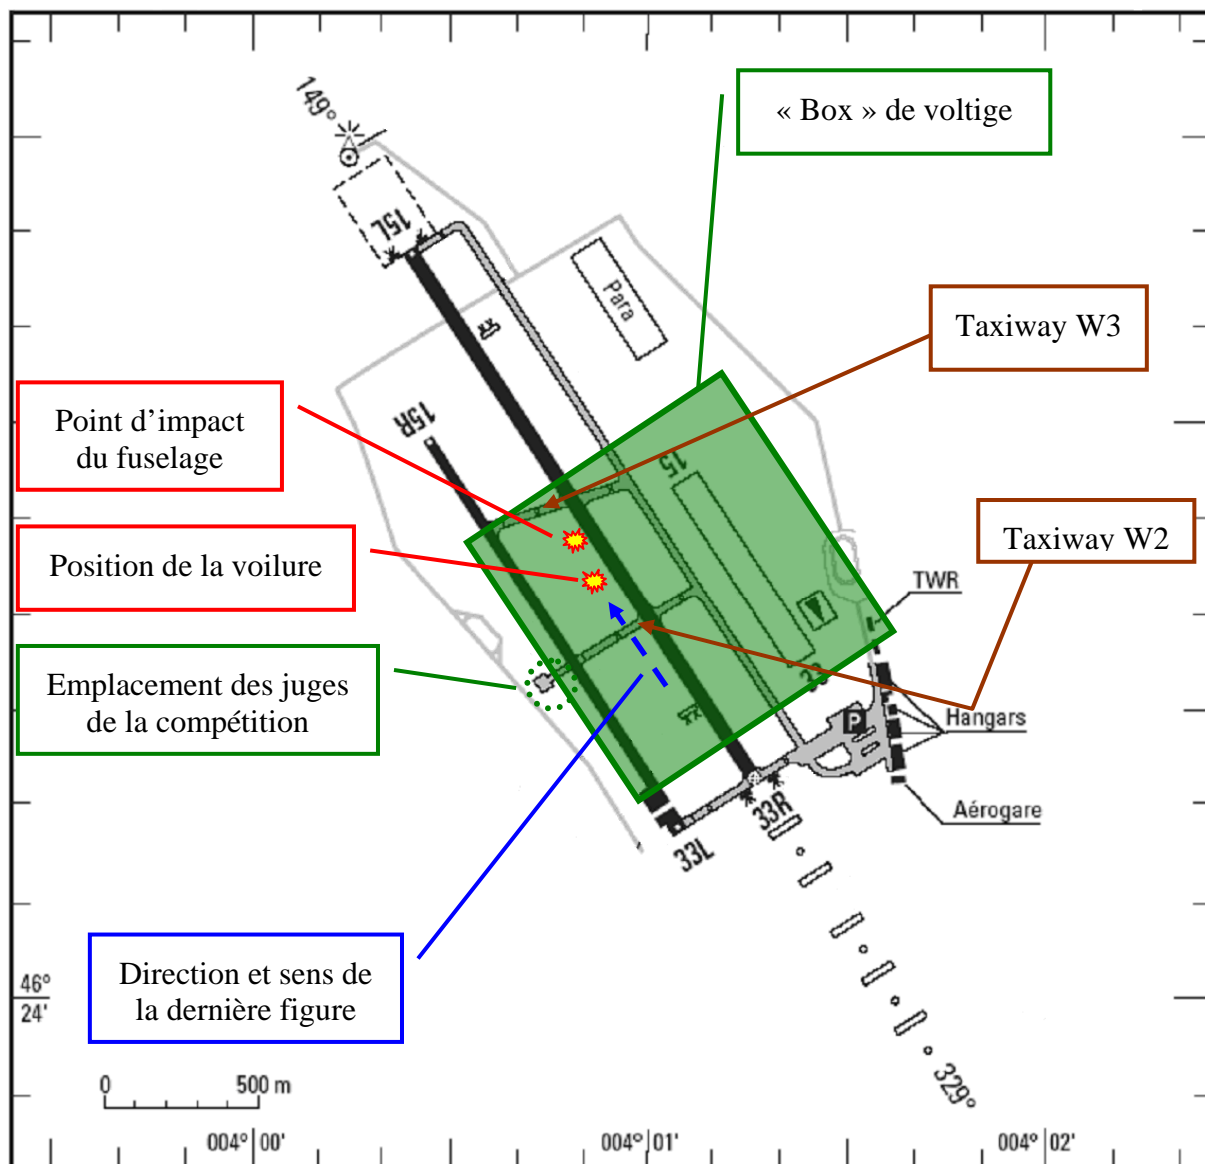 149°
« Box » de voltige
15L
Para
Taxiway W3
Point d’impact
du fuselage
15R
15
Position de la voilure
Taxiway W2
TWR
Emplacement des juges
de la compétition
33
P
Hangars
Aérogare
33R
33L
Direction et sens de
la dernière figure
46°
24'
0 500 m
329°
004° 00'
004° 01'
004° 02'